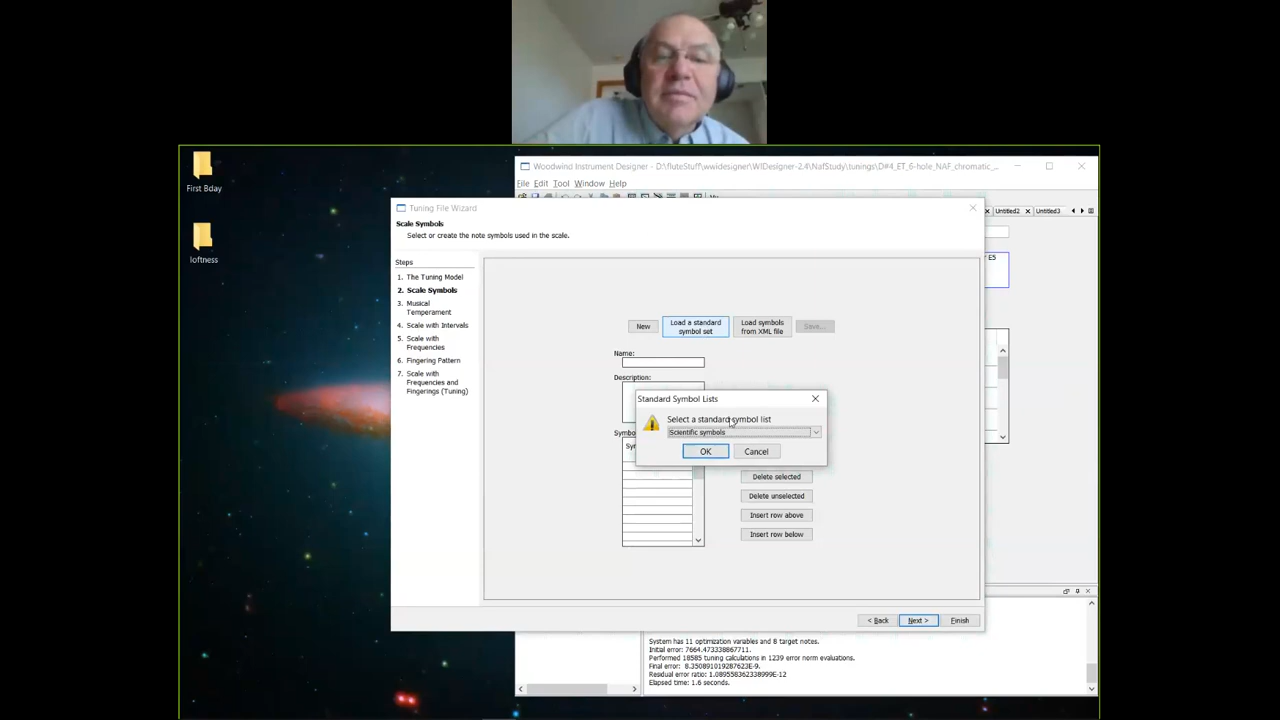 First Bday
loftness
Woodwind Instrument Designer - D:\fluteStuff\wwidesigner\WIDesigner-2.4\NafStudy\tunings\D#4_ET_6-hole_NAF_chromatic_...
File Edit Tool Window Help
Untitled2
Untitled3
E5
Tuning File Wizard
Scale Symbols
Select or create the note symbols used in the scale.
Steps
1. The Tuning Model
2. Scale Symbols
3. Musical
Temperament
4. Scale with Intervals
5. Scale with
Frequencies
6. Fingering Pattern
7. Scale with
Frequencies and
Fingerings (Tuning)
New
Load a standard
symbol set
Load symbols
from XML file
Save...
Name:
Description:
Standard Symbol Lists
Select a standard symbol list
Scientific symbols
OK
Cancel
Delete selected
Delete unselected
Insert row above
Insert row below
< Back
Next >
Finish
System has 11 optimization variables and 8 target notes.
Initial error: 7664.473338867711.
Performed 18585 tuning calculations in 1239 error norm evaluations.
Final error: 8.350891019287623E-9.
Residual error ratio: 1.089558362338999E-12
Elapsed time: 1.6 seconds.